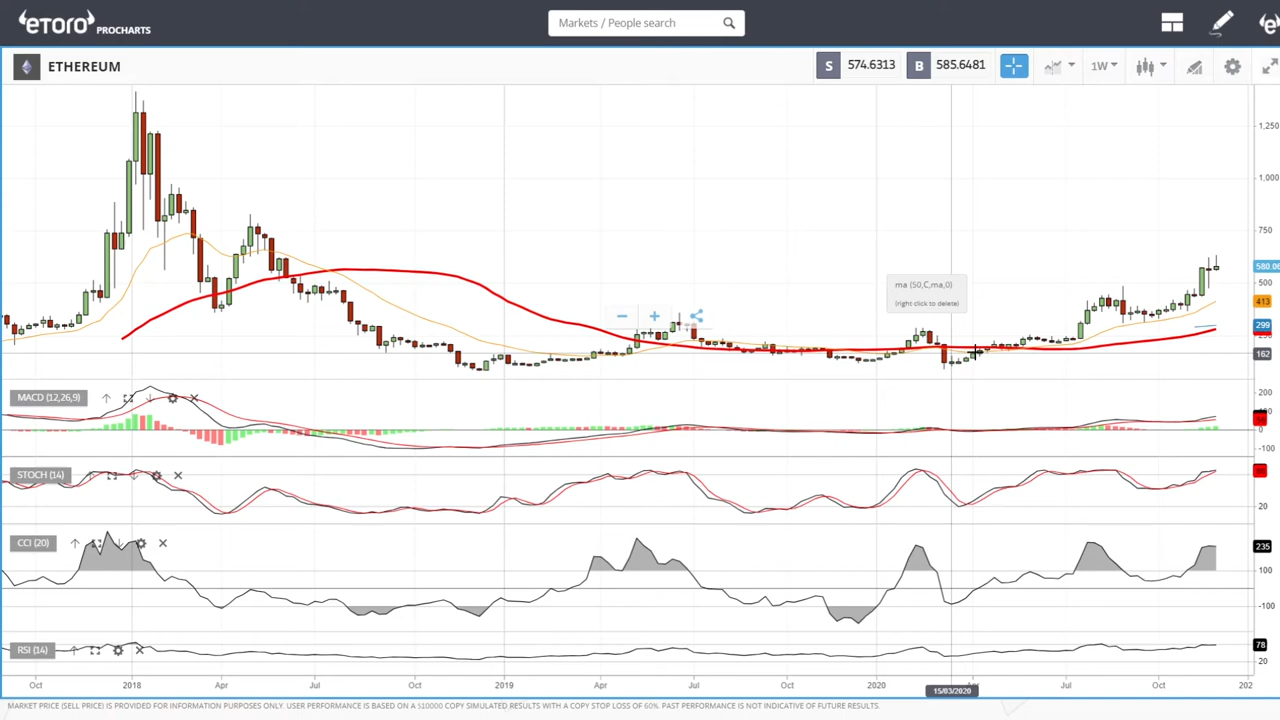 etoro PROCHARTS
Markets / People search
ETHEREUM
S 574.6313 B 585.6481
1W
1,250
1,000
750
500
580.06
413
299
162
ma (50,C,ma,0)
(right click to delete)
MACD (12,26,9)
200
0
-100
STOCH (14)
20
CCI (20)
235
100
-100
RSI (14)
78
20
Oct 2018 Apr Jul Oct 2019 Apr Jul Oct 2020 Apr Jul Oct 202
15/03/2020
MARKET PRICE (SELL PRICE) IS PROVIDED FOR INFORMATION PURPOSES ONLY. USER PERFORMANCE IS BASED ON A $10000 COPY SIMULATED RESULTS WITH A COPY STOP LOSS OF 60%. PAST PERFORMANCE IS NOT INDICATIVE OF FUTURE RESULTS.